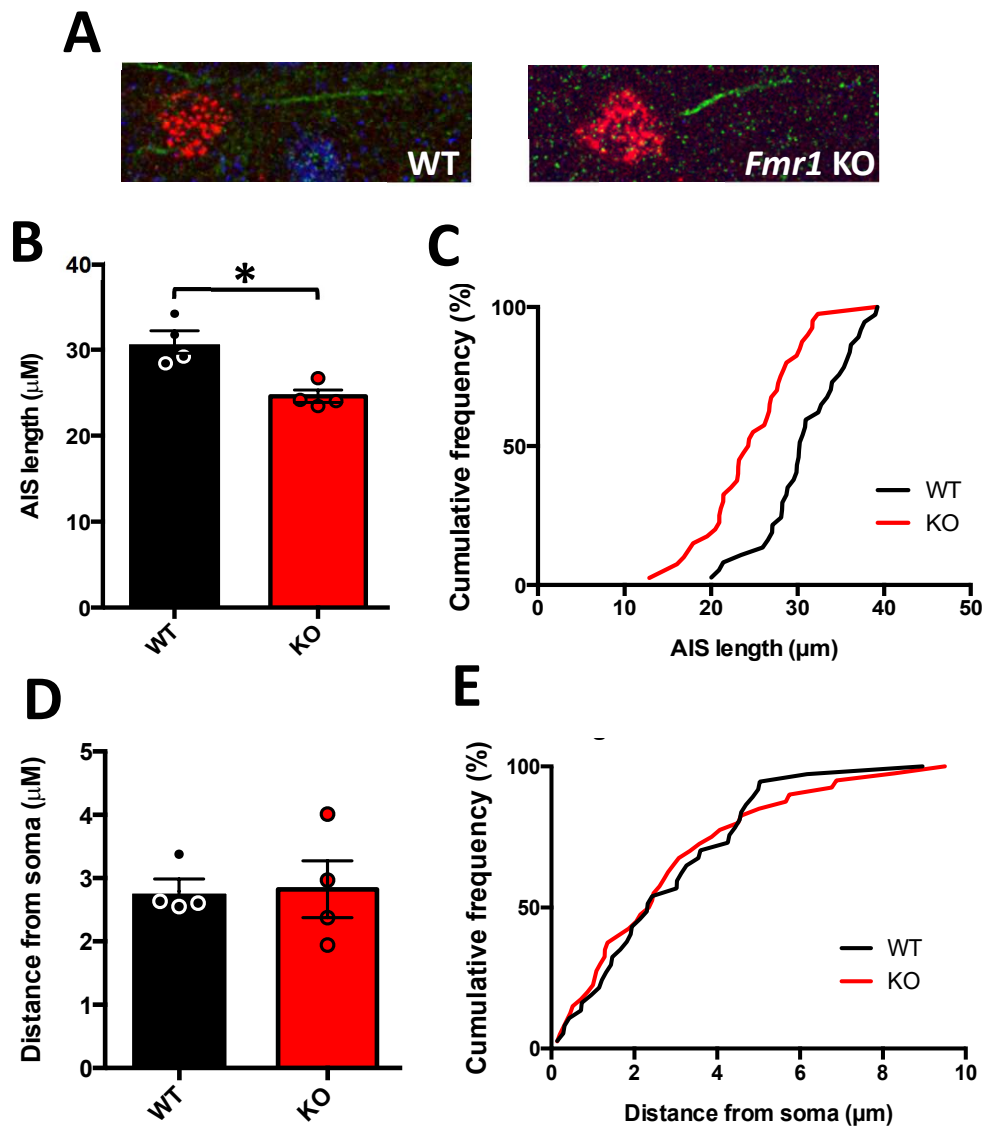 A
WT
Fmr1 KO
B
AIS length (µM)
40
30
20
10
0
*
WT
KO
C
Cumulative frequency (%)
100
50
0
0 10 20 30 40 50
AIS length (µm)
WT
KO
D
Distance from soma (µM)
5
4
3
2
1
0
WT
KO
E
Cumulative frequency (%)
100
50
0
0 2 4 6 8 10
Distance from soma (µm)
WT
KO